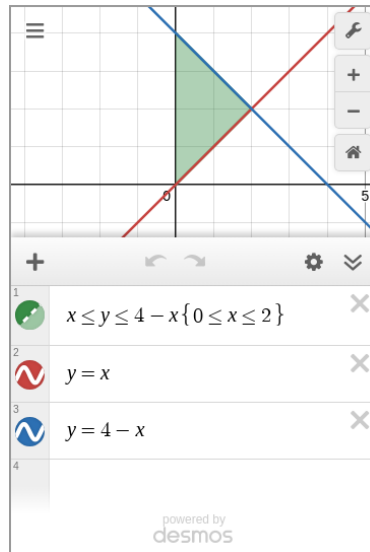 0
5
1
x ≤ y ≤ 4 − x{0 ≤ x ≤ 2}
2
y = x
3
y = 4 − x
4
powered by
desmos